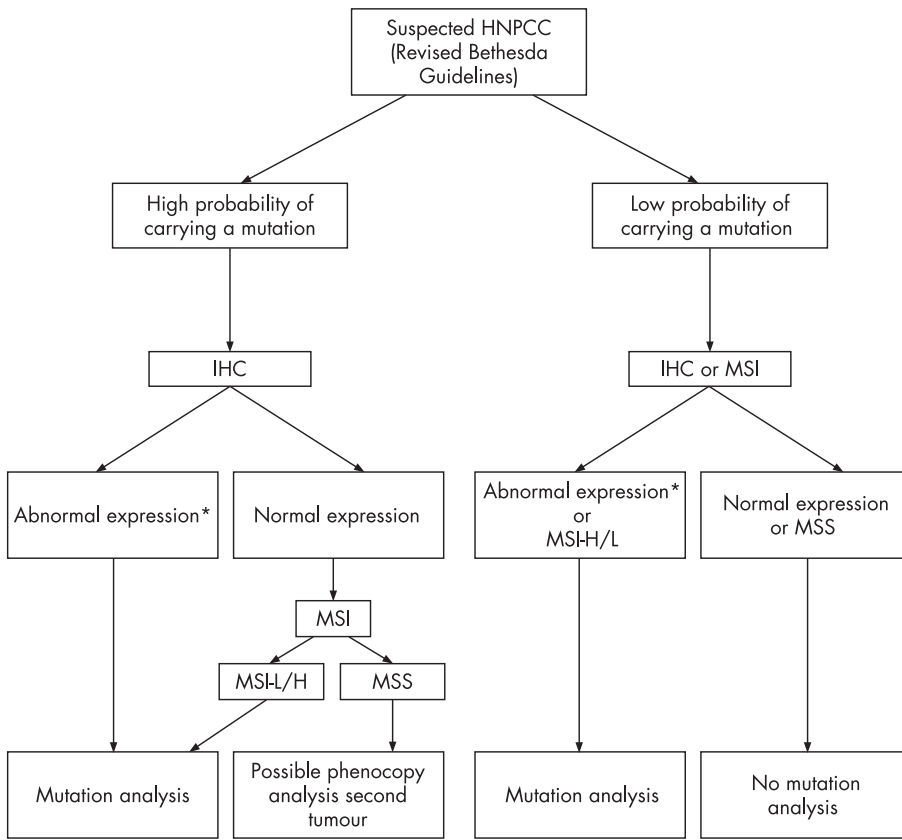 Suspected HNPCC
(Revised Bethesda
Guidelines)
High probability of
carrying a mutation
Low probability of
carrying a mutation
IHC
IHC or MSI
Abnormal expression*
Normal expression
Abnormal expression*
or
MSI-H/L
Normal expression
or MSS
MSI
MSI-L/H
MSS
Mutation analysis
Possible phenocopy
analysis second
tumour
Mutation analysis
No mutation
analysis